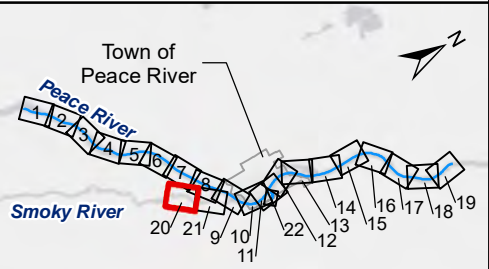 Town of
Peace River
N
Peace River
1 2 3 4 5 6 7 8
Smoky River
20 21 9 10 11 22 12 13 14 15 16 17 18 19